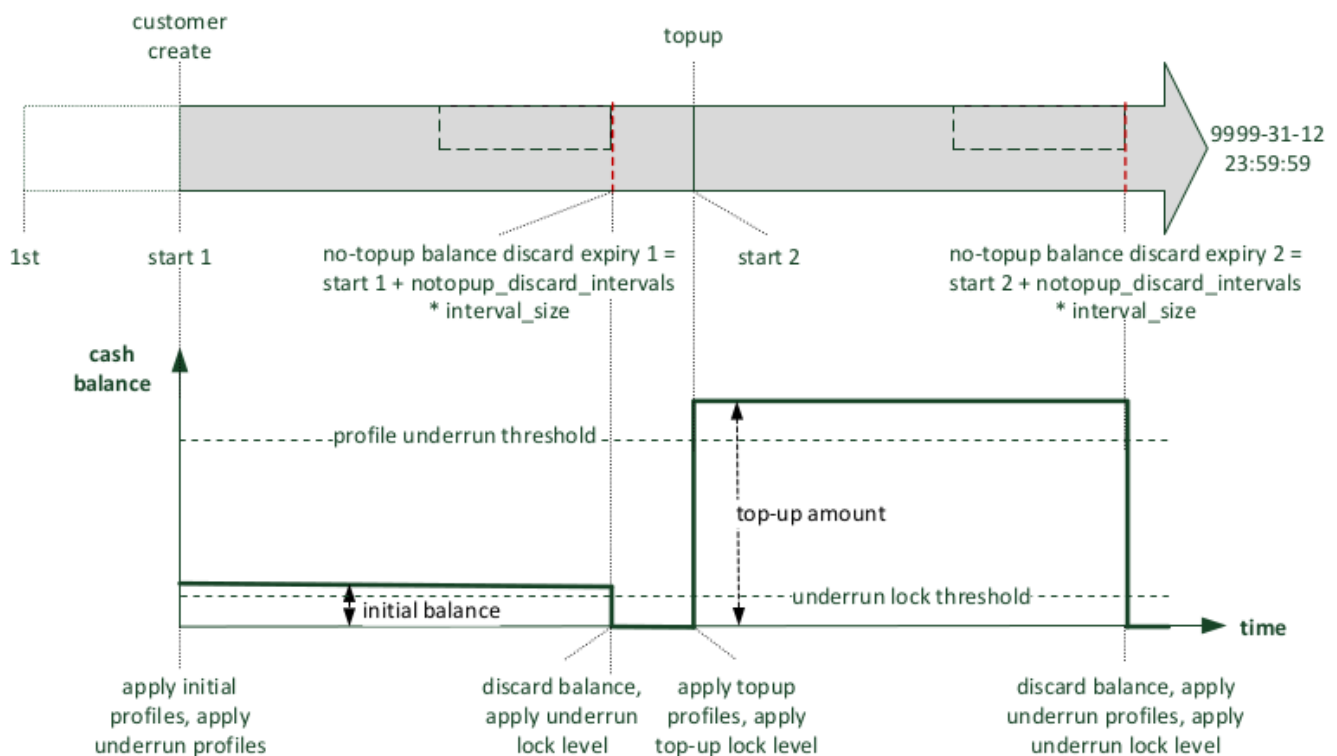 customer
create
topup
9999-31-12
23:59:59
1st
start 1
no-topup balance discard expiry 1 =
start 1 + notopup_discard_intervals
* interval_size
start 2
no-topup balance discard expiry 2 =
start 2 + notopup_discard_intervals
* interval_size
cash
balance
profile underrun threshold
top-up amount
initial balance
underrun lock threshold
time
apply initial
profiles, apply
underrun profiles
discard balance,
apply underrun
lock level
apply topup
profiles, apply
top-up lock level
discard balance, apply
underrun profiles, apply
underrun lock level